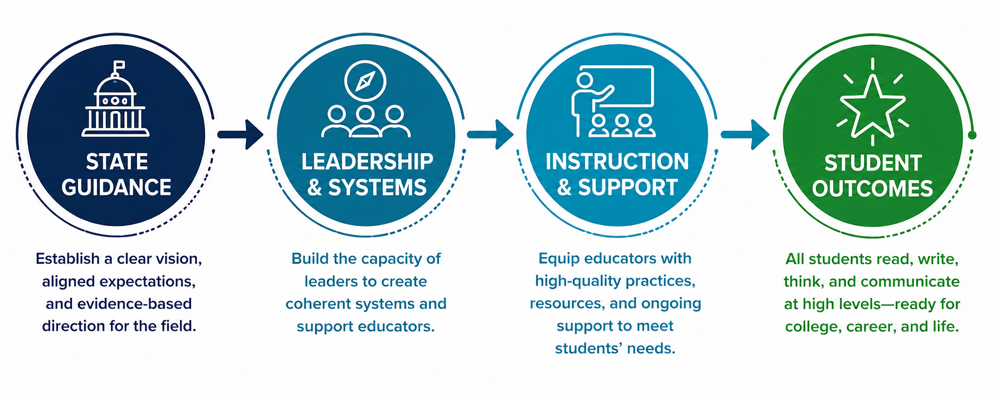 STATE
GUIDANCE
Establish a clear vision,
aligned expectations,
and evidence-based
direction for the field.
LEADERSHIP
& SYSTEMS
Build the capacity of
leaders to create
coherent systems and
support educators.
INSTRUCTION
& SUPPORT
Equip educators with
high-quality practices,
resources, and ongoing
support to meet
students’ needs.
STUDENT
OUTCOMES
All students read, write,
think, and communicate
at high levels—ready for
college, career, and life.